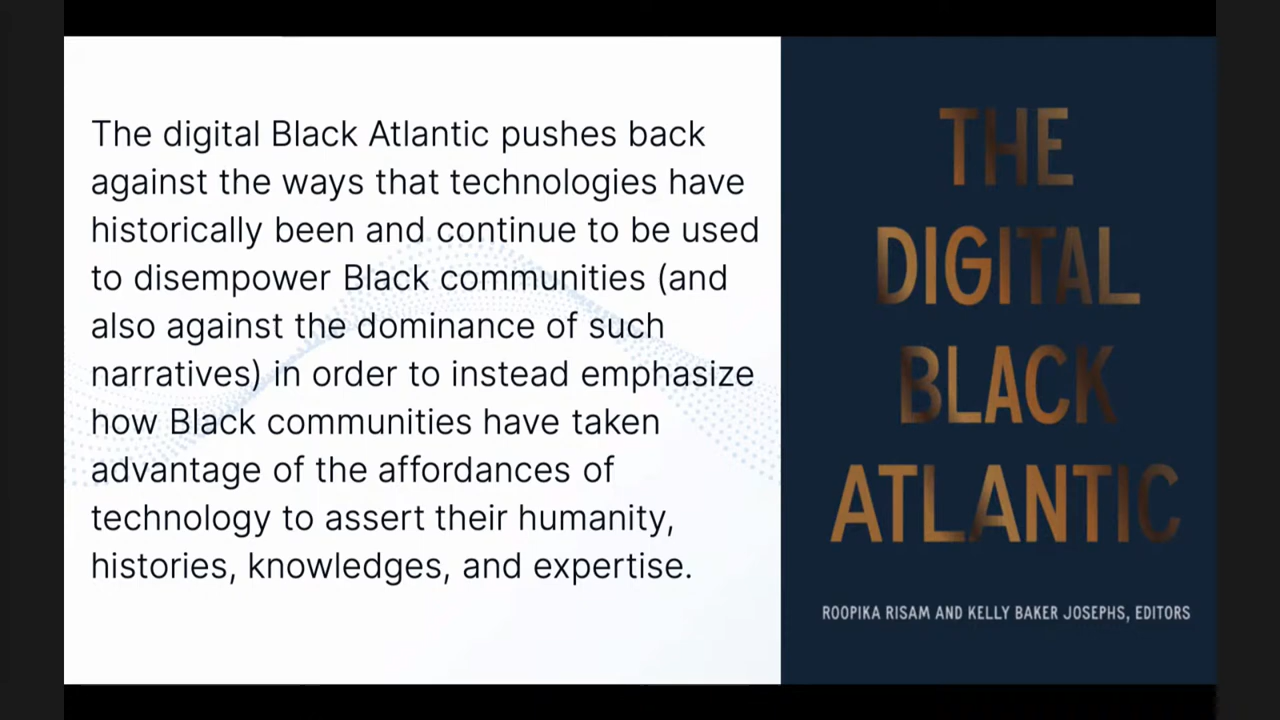 The digital Black Atlantic pushes back
against the ways that technologies have
historically been and continue to be used
to disempower Black communities (and
also against the dominance of such
narratives) in order to instead emphasize
how Black communities have taken
advantage of the affordances of
technology to assert their humanity,
histories, knowledges, and expertise.
THE
DIGITAL
BLACK
ATLANTIC
ROOPIKA RISAM AND KELLY BAKER JOSEPHS, EDITORS